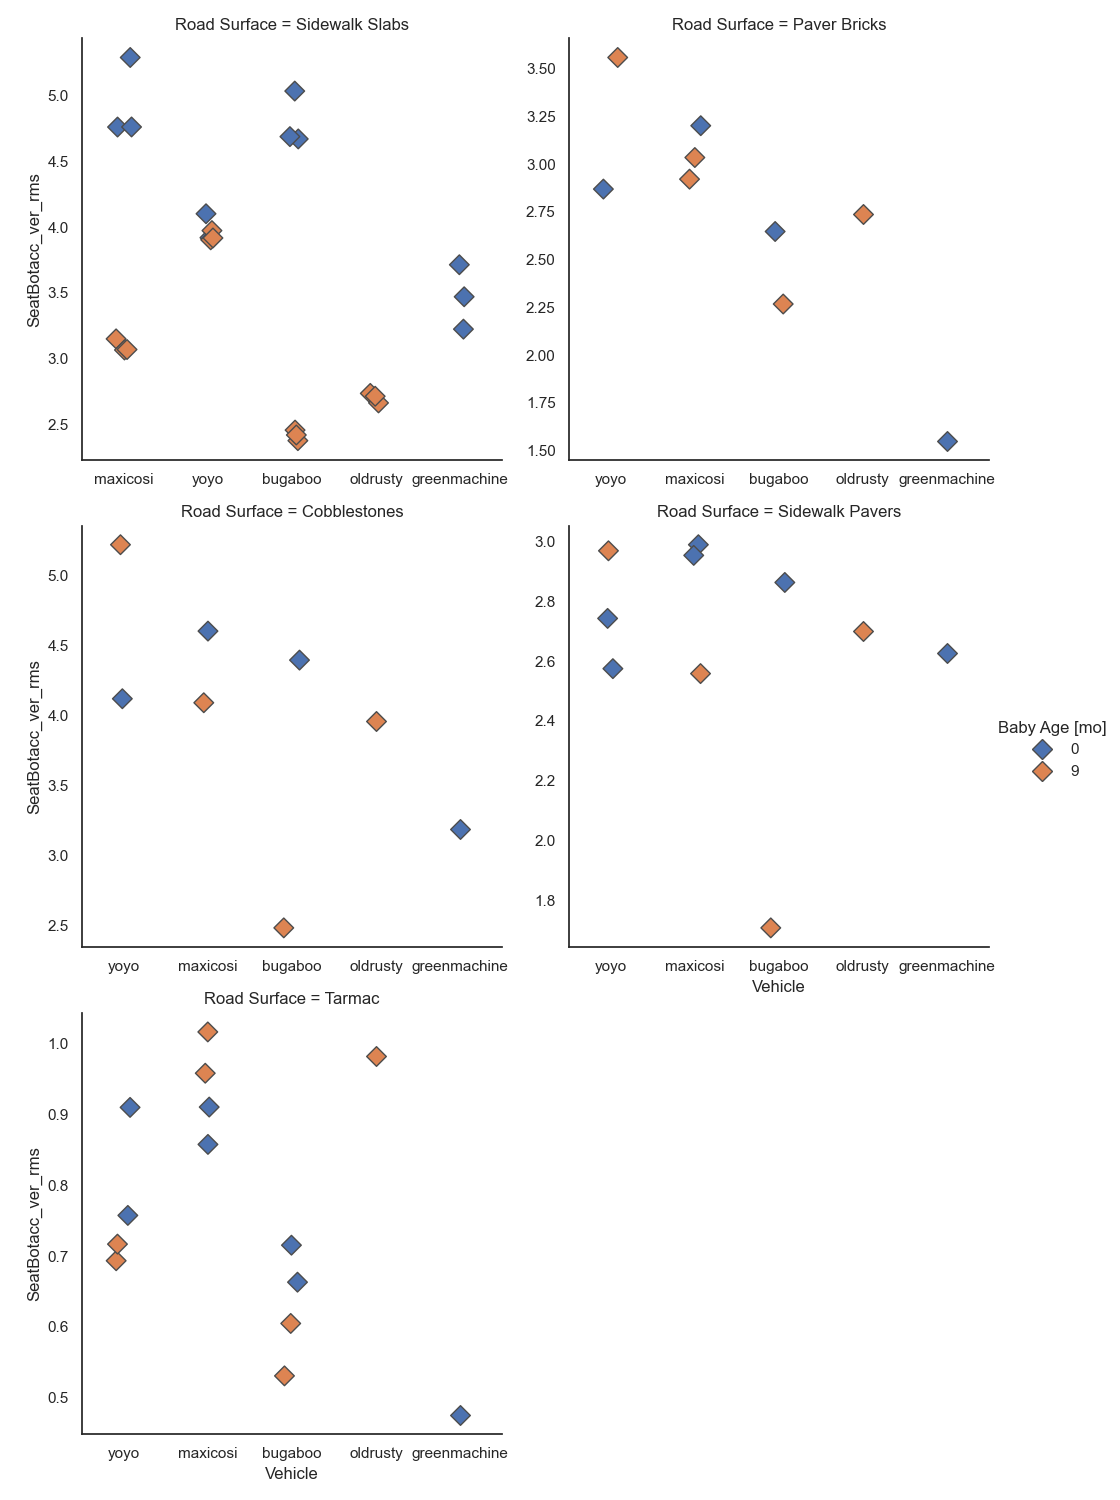 Road Surface = Sidewalk Slabs
SeatBotacc_ver_rms
5.0
4.5
4.0
3.5
3.0
2.5
maxicosi yoyo bugaboo oldrusty greenmachine
Road Surface = Paver Bricks
3.50
3.25
3.00
2.75
2.50
2.25
2.00
1.75
1.50
yoyo maxicosi bugaboo oldrusty greenmachine
Road Surface = Cobblestones
SeatBotacc_ver_rms
5.0
4.5
4.0
3.5
3.0
2.5
yoyo maxicosi bugaboo oldrusty greenmachine
Road Surface = Sidewalk Pavers
3.0
2.8
2.6
2.4
2.2
2.0
1.8
yoyo maxicosi bugaboo oldrusty greenmachine
Vehicle
Baby Age [mo]
0
9
Road Surface = Tarmac
SeatBotacc_ver_rms
1.0
0.9
0.8
0.7
0.6
0.5
yoyo maxicosi bugaboo oldrusty greenmachine
Vehicle